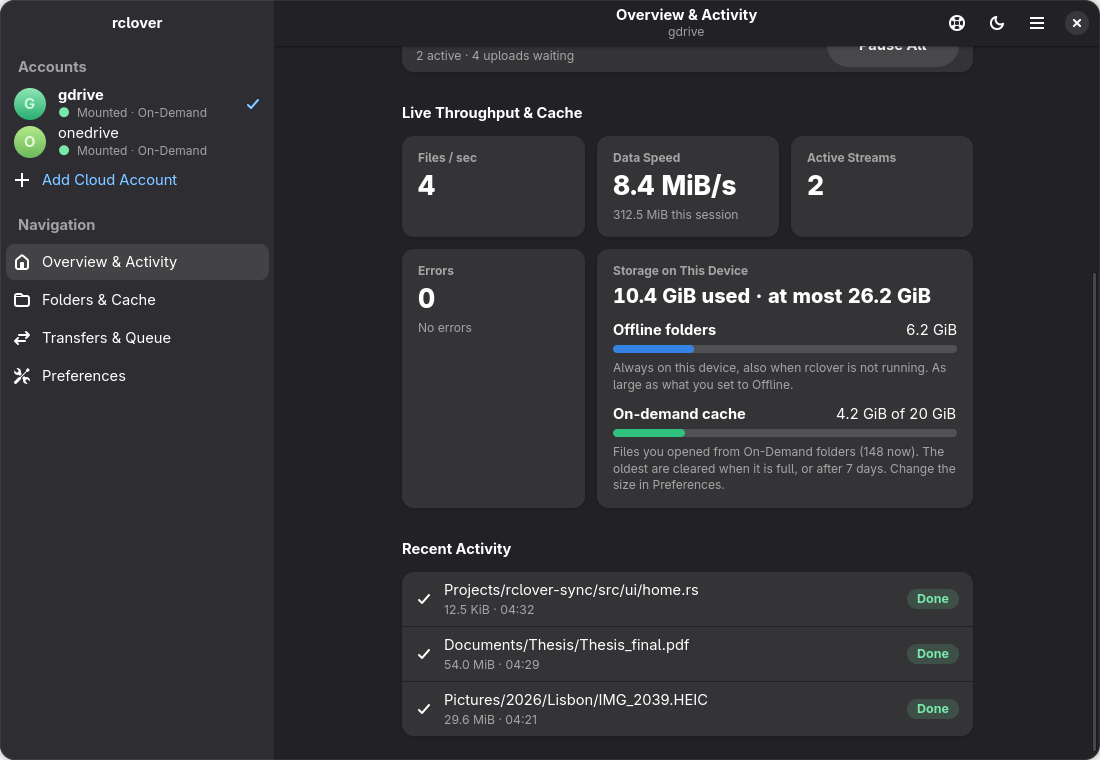 rclover
Overview & Activity
gdrive
Accounts
G
gdrive
Mounted · On-Demand
O
onedrive
Mounted · On-Demand
Add Cloud Account
Navigation
Overview & Activity
Folders & Cache
Transfers & Queue
Preferences
2 active · 4 uploads waiting
Pause All
Live Throughput & Cache
Files / sec
4
Data Speed
8.4 MiB/s
312.5 MiB this session
Active Streams
2
Errors
0
No errors
Storage on This Device
10.4 GiB used · at most 26.2 GiB
Offline folders 6.2 GiB
Always on this device, also when rclover is not running. As
large as what you set to Offline.
On-demand cache 4.2 GiB of 20 GiB
Files you opened from On-Demand folders (148 now). The
oldest are cleared when it is full, or after 7 days. Change the
size in Preferences.
Recent Activity
Projects/rclover-sync/src/ui/home.rs
12.5 KiB · 04:32
Done
Documents/Thesis/Thesis_final.pdf
54.0 MiB · 04:29
Done
Pictures/2026/Lisbon/IMG_2039.HEIC
29.6 MiB · 04:21
Done